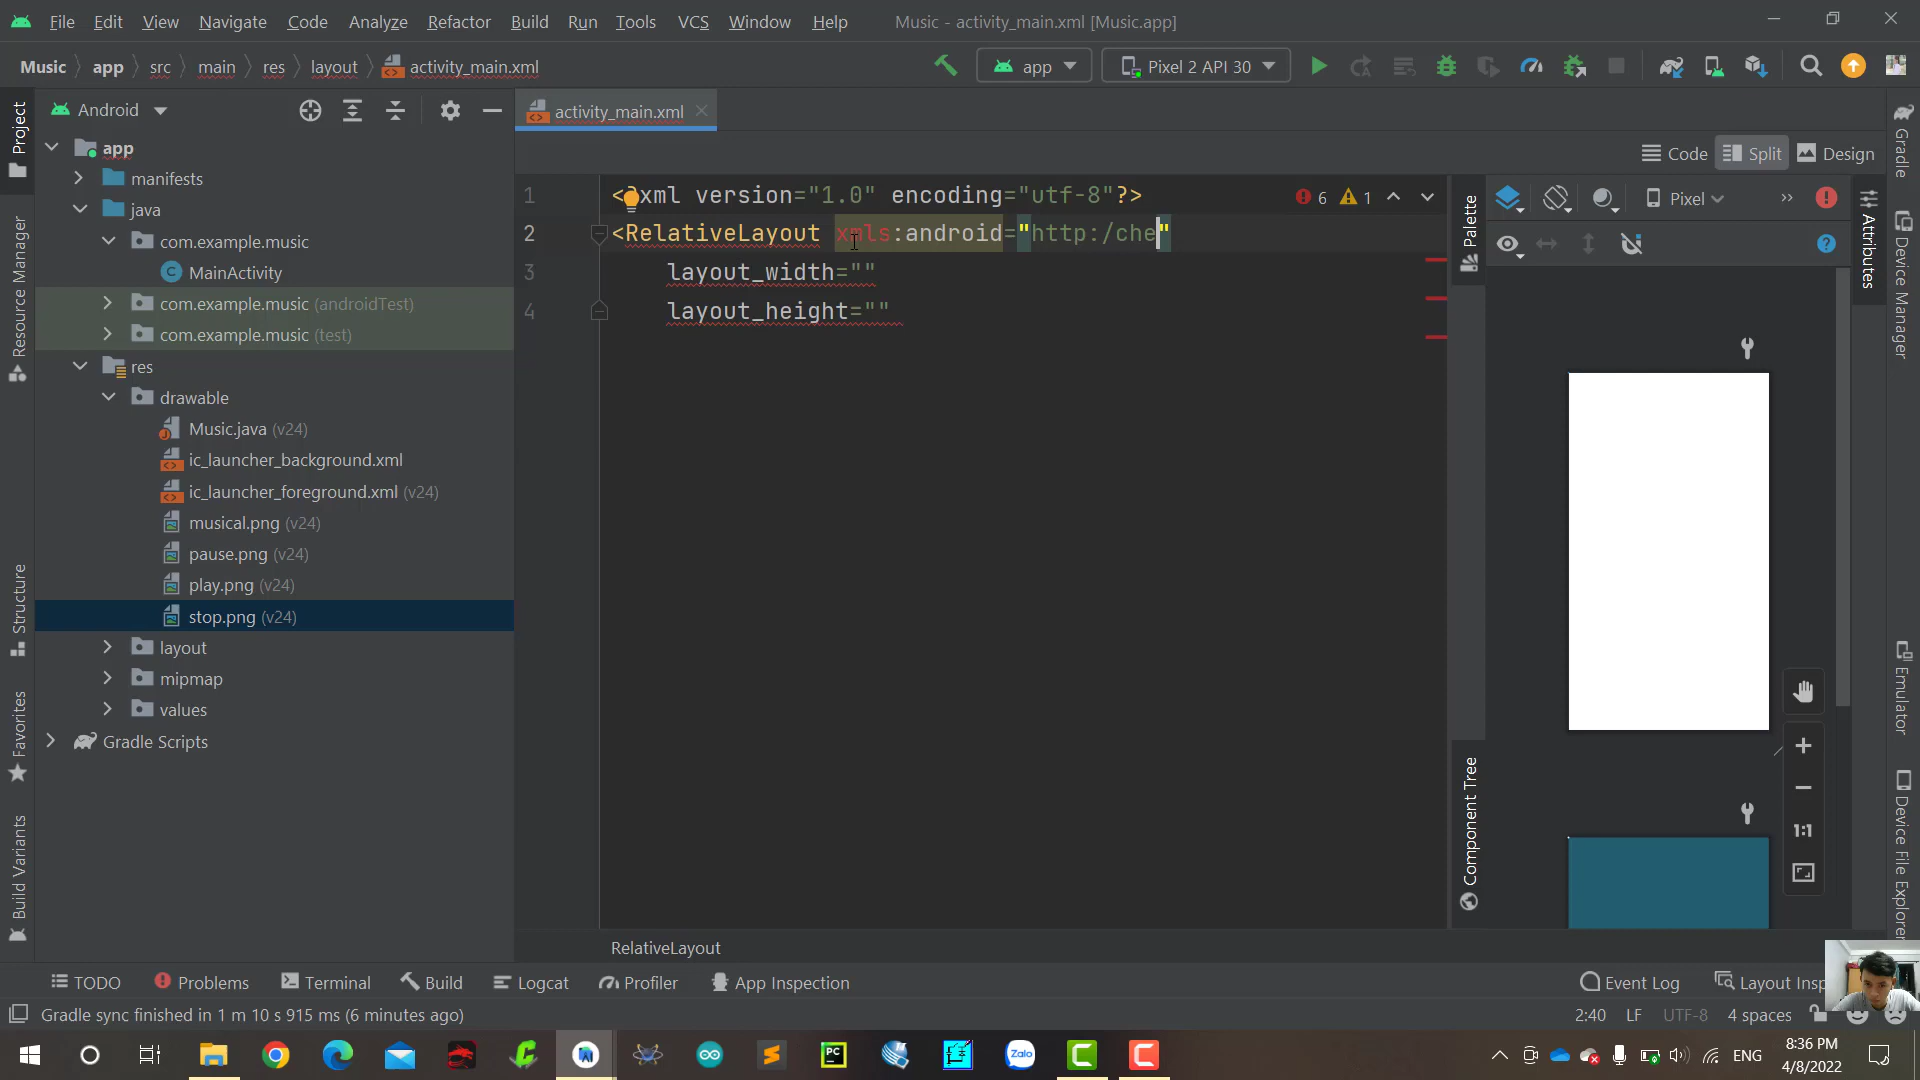 File Edit View Navigate Code Analyze Refactor Build Run Tools VCS Window Help Music - activity_main.xml [Music.app]
Music app src main res layout activity_main.xml app Pixel 2 API 30
Android
activity_main.xml
Code Split Design
app
manifests
java
com.example.music
MainActivity
com.example.music (androidTest)
com.example.music (test)
res
drawable
Music.java (v24)
ic_launcher_background.xml
ic_launcher_foreground.xml (v24)
musical.png (v24)
pause.png (v24)
play.png (v24)
stop.png (v24)
layout
mipmap
values
Gradle Scripts
1 <?xml version="1.0" encoding="utf-8"?>
2 <RelativeLayout xmls:android="http:/che"
3 layout_width=""
4 layout_height=""
6 1
Pixel
1:1
RelativeLayout
Project
Resource Manager
Structure
Favorites
Build Variants
Palette
Component Tree
Attributes
Gradle
Device Manager
Emulator
Device File Explorer
TODO Problems Terminal Build Logcat Profiler App Inspection Event Log Layout Insp
Gradle sync finished in 1 m 10 s 915 ms (6 minutes ago) 2:40 LF UTF-8 4 spaces
PC Zalo ENG 8:36 PM
4/8/2022